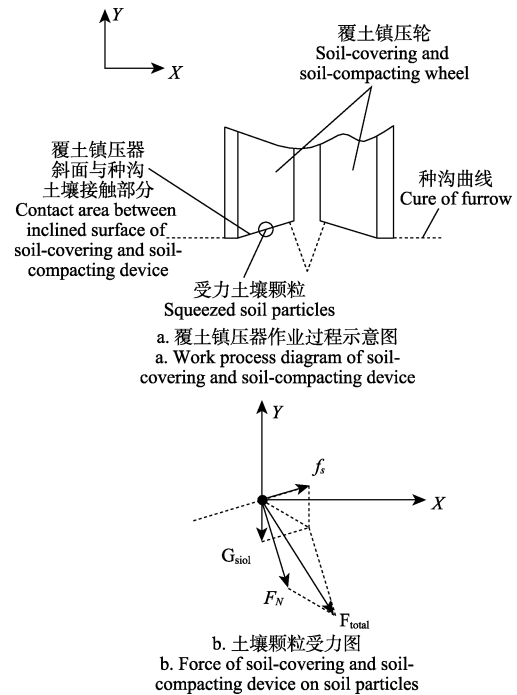 Y
X
覆土镇压轮
Soil-covering and
soil-compacting wheel
覆土镇压器
斜面与种沟
土壤接触部分
Contact area between
inclined surface of
soil-covering and soil-
compacting device
种沟曲线
Cure of furrow
受力土壤颗粒
Squeezed soil particles
a. 覆土镇压器作业过程示意图
a. Work process diagram of soil-
covering and soil-compacting device
Y
fs
X
Gsiol
FN
Ftotal
b. 土壤颗粒受力图
b. Force of soil-covering and soil-
compacting device on soil particles